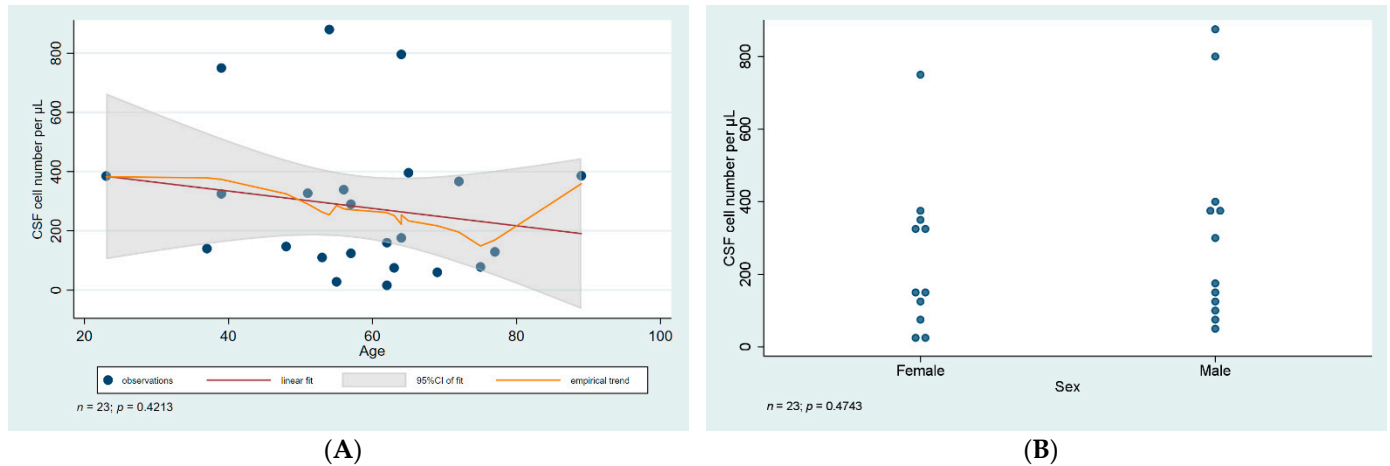 CSF cell number per µL
800
600
400
200
0
20 40 60 80 100
Age
observations linear fit 95%CI of fit empirical trend
n = 23; p = 0.4213
(A)
CSF cell number per µL
800
600
400
200
0
Female Male
Sex
n = 23; p = 0.4743
(B)